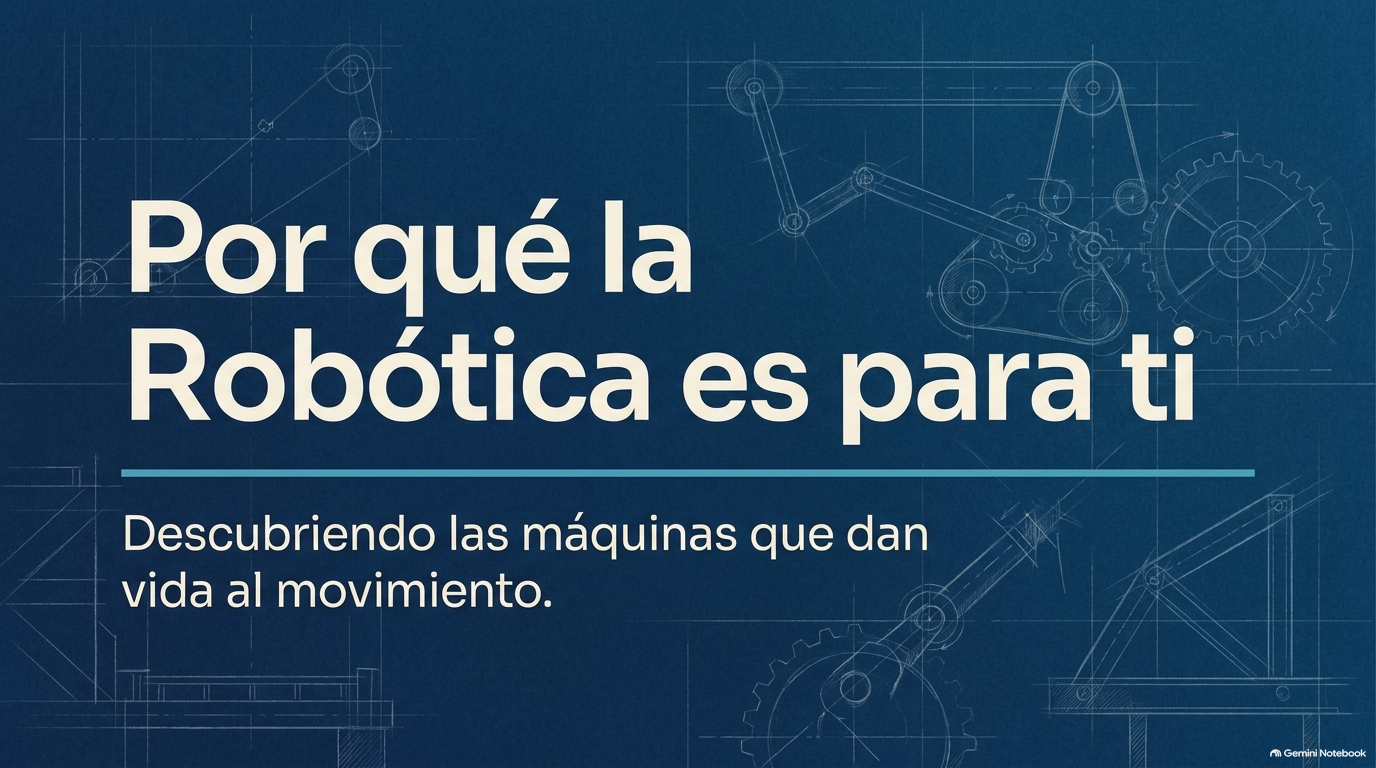 Por qué la
Robótica es para ti
Descubriendo las máquinas que dan
vida al movimiento.
Gemini Notebook